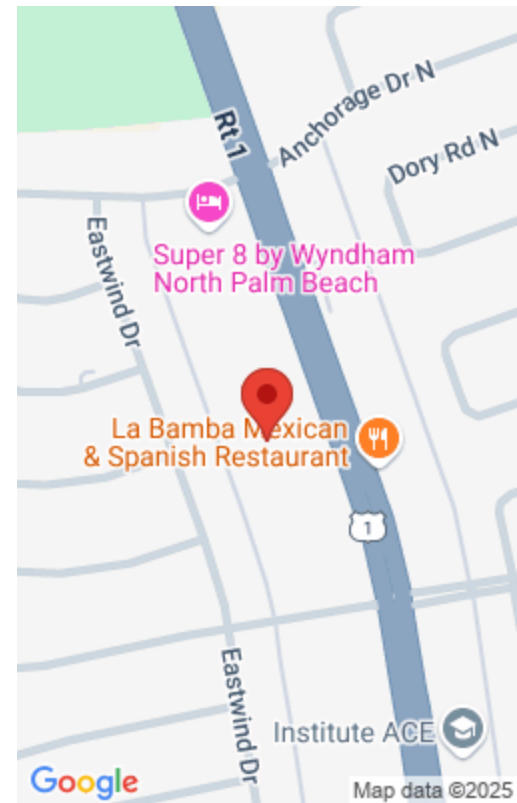 Rt 1
Anchorage Dr N
Dory Rd N
Super 8 by Wyndham
North Palm Beach
Eastwind Dr
La Bamba Mexican
& Spanish Restaurant
1
Eastwind Dr
Institute ACE
Google
Map data ©2025